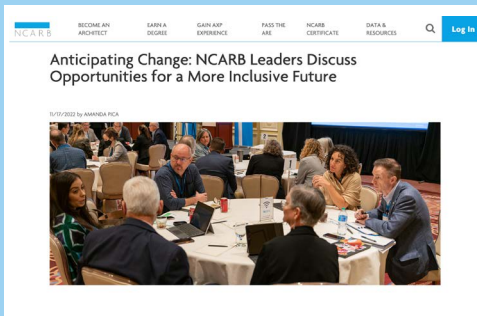 NCARB
BECOME AN
ARCHITECT
EARN A
DEGREE
GAIN AXP
EXPERIENCE
PASS THE
ARE
NCARB
CERTIFICATE
DATA &
RESOURCES
Log In
Anticipating Change: NCARB Leaders Discuss
Opportunities for a More Inclusive Future
11/17/2022 by AMANDA PICA